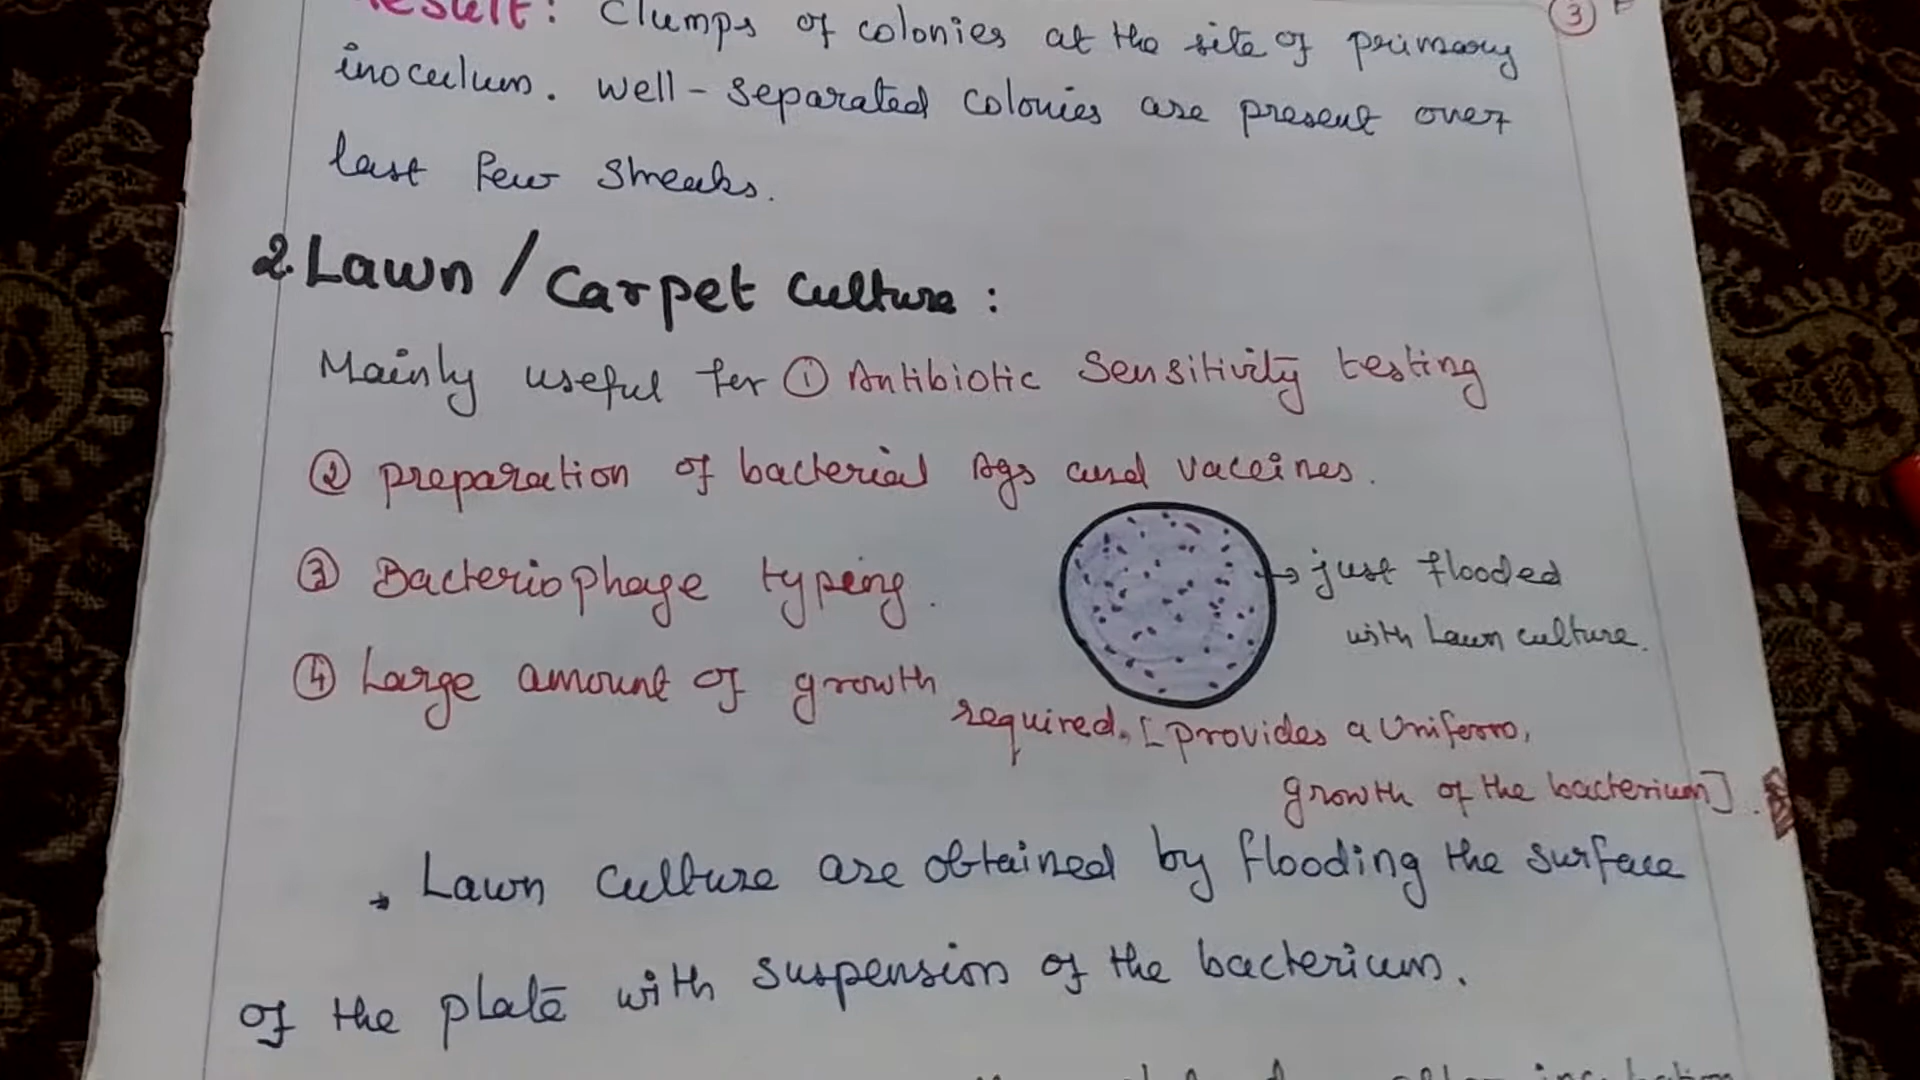 Result: Clumps of colonies at the site of primary
inoculum. well-separated colonies are present over
last few streaks.
2. Lawn / Carpet Culture :
Mainly useful for ① Antibiotic Sensitivity testing
② preparation of bacterial Ags and vaccines.
③ Bacteriophage typing.
④ Large amount of growth required. [provides a Uniform,
growth of the bacterium].
→ just flooded
with Lawn culture.
→ Lawn culture are obtained by flooding the surface
of the plate with suspension of the bacterium.
③